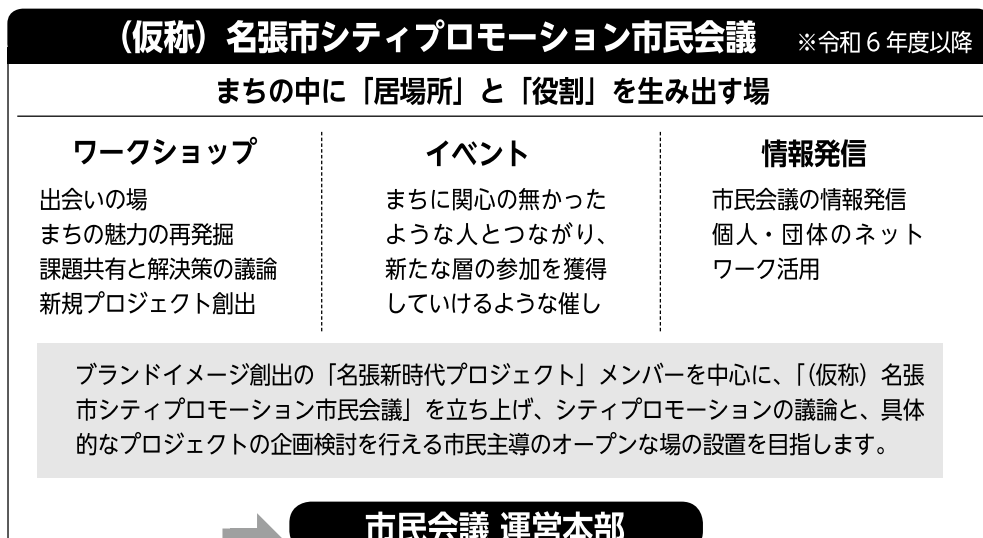 （仮称）名張市シティプロモーション市民会議 ※令和６年度以降
まちの中に「居場所」と「役割」を生み出す場
ワークショップ
出会いの場
まちの魅力の再発掘
課題共有と解決策の議論
新規プロジェクト創出
イベント
まちに関心の無かった
ような人とつながり、
新たな層の参加を獲得
していけるような催し
情報発信
市民会議の情報発信
個人・団体のネット
ワーク活用
ブランドイメージ創出の「名張新時代プロジェクト」メンバーを中心に、「（仮称）名張
市シティプロモーション市民会議」を立ち上げ、シティプロモーションの議論と、具体
的なプロジェクトの企画検討を行える市民主導のオープンな場の設置を目指します。
市民会議 運営本部